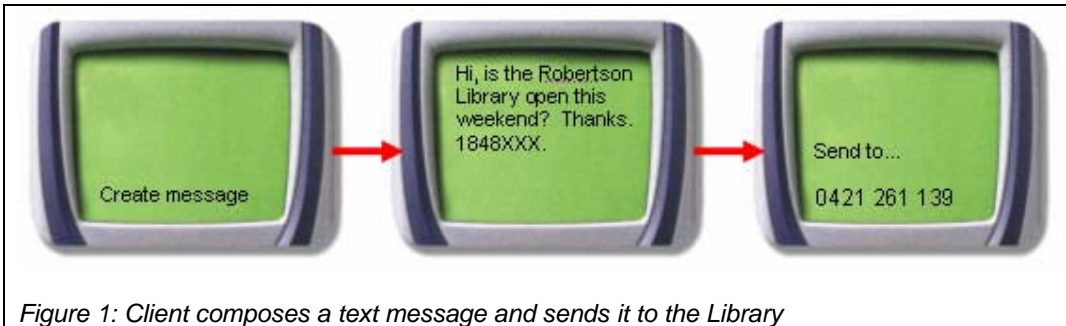 Create message
Hi, is the Robertson
Library open this
weekend? Thanks.
1848XXX.
Send to...
0421 261 139
Figure 1: Client composes a text message and sends it to the Library